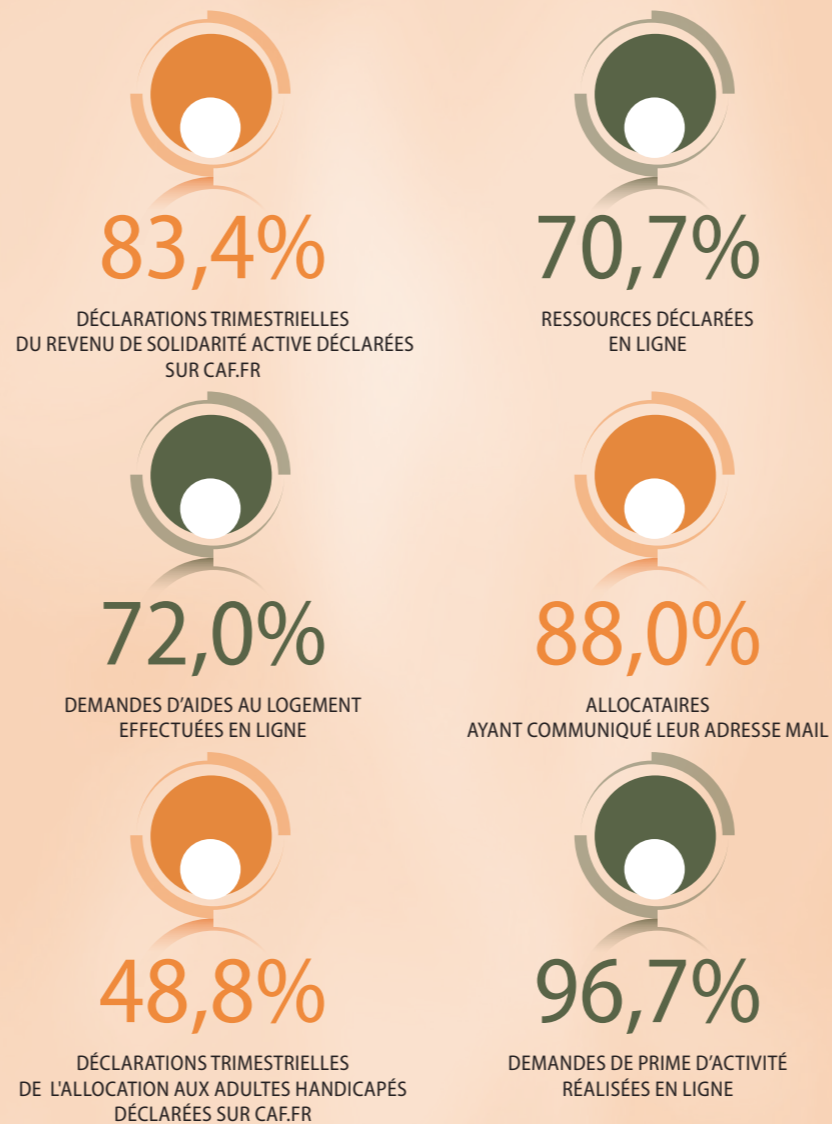 83,4%
DÉCLARATIONS TRIMESTRIELLES
DU REVENU DE SOLIDARITÉ ACTIVE DÉCLARÉES
SUR CAF.FR
70,7%
RESSOURCES DÉCLARÉES
EN LIGNE
72,0%
DEMANDES D'AIDES AU LOGEMENT
EFFECTUÉES EN LIGNE
88,0%
ALLOCATAIRES
AYANT COMMUNIQUÉ LEUR ADRESSE MAIL
48,8%
DÉCLARATIONS TRIMESTRIELLES
DE L'ALLOCATION AUX ADULTES HANDICAPÉS
DÉCLARÉES SUR CAF.FR
96,7%
DEMANDES DE PRIME D'ACTIVITÉ
RÉALISÉES EN LIGNE